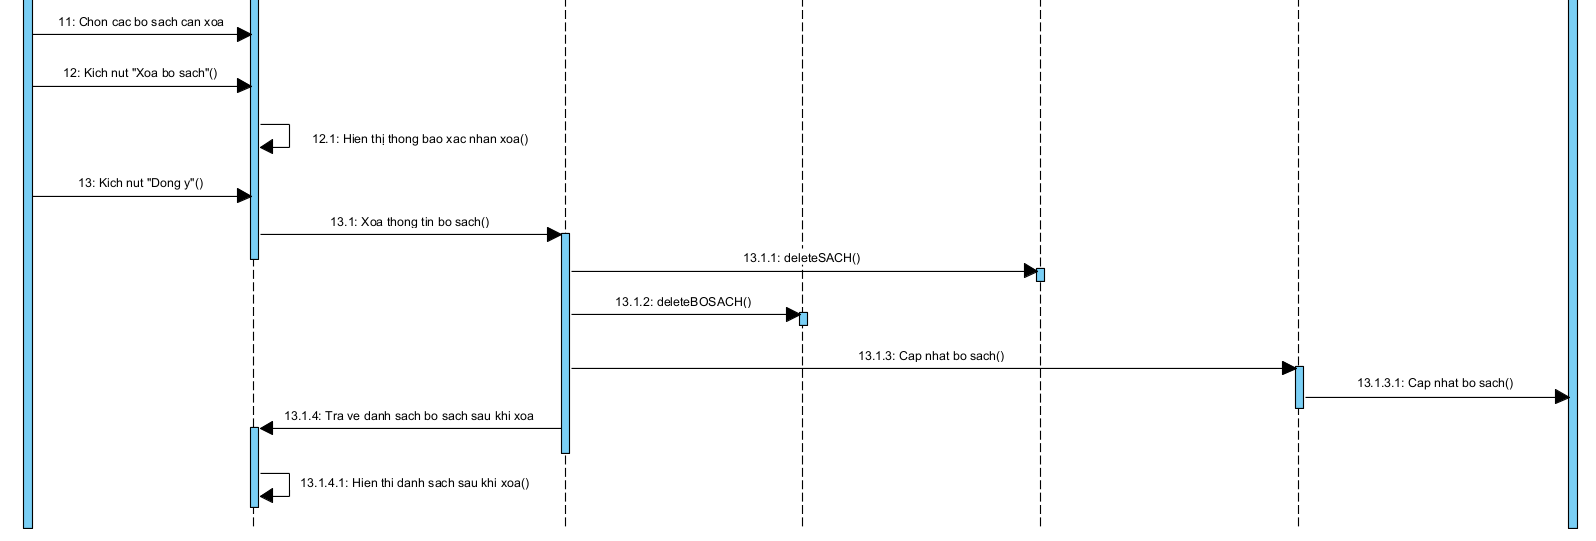 11: Chon cac bo sach can xoa
12: Kich nut "Xoa bo sach"()
12.1: Hien thị thong bao xac nhan xoa()
13: Kich nut "Dong y"()
13.1: Xoa thong tin bo sach()
13.1.1: deleteSACH()
13.1.2: deleteBOSACH()
13.1.3: Cap nhat bo sach()
13.1.3.1: Cap nhat bo sach()
13.1.4: Tra ve danh sach bo sach sau khi xoa
13.1.4.1: Hien thi danh sach sau khi xoa()